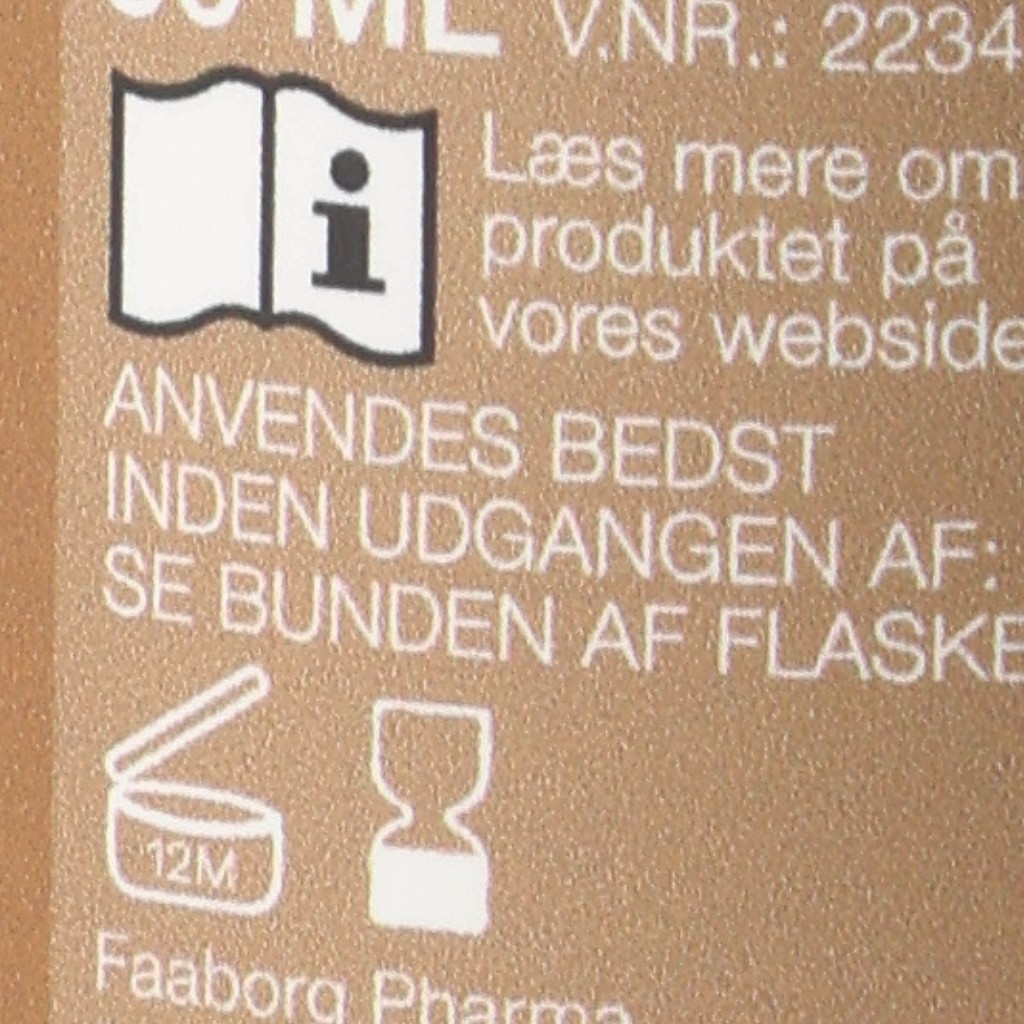 ML V.NR.: 2234
i
Læs mere om
produktet på
vores webside
ANVENDES BEDST
INDEN UDGANGEN AF:
SE BUNDEN AF FLASKE
12M
Faaborg Pharma